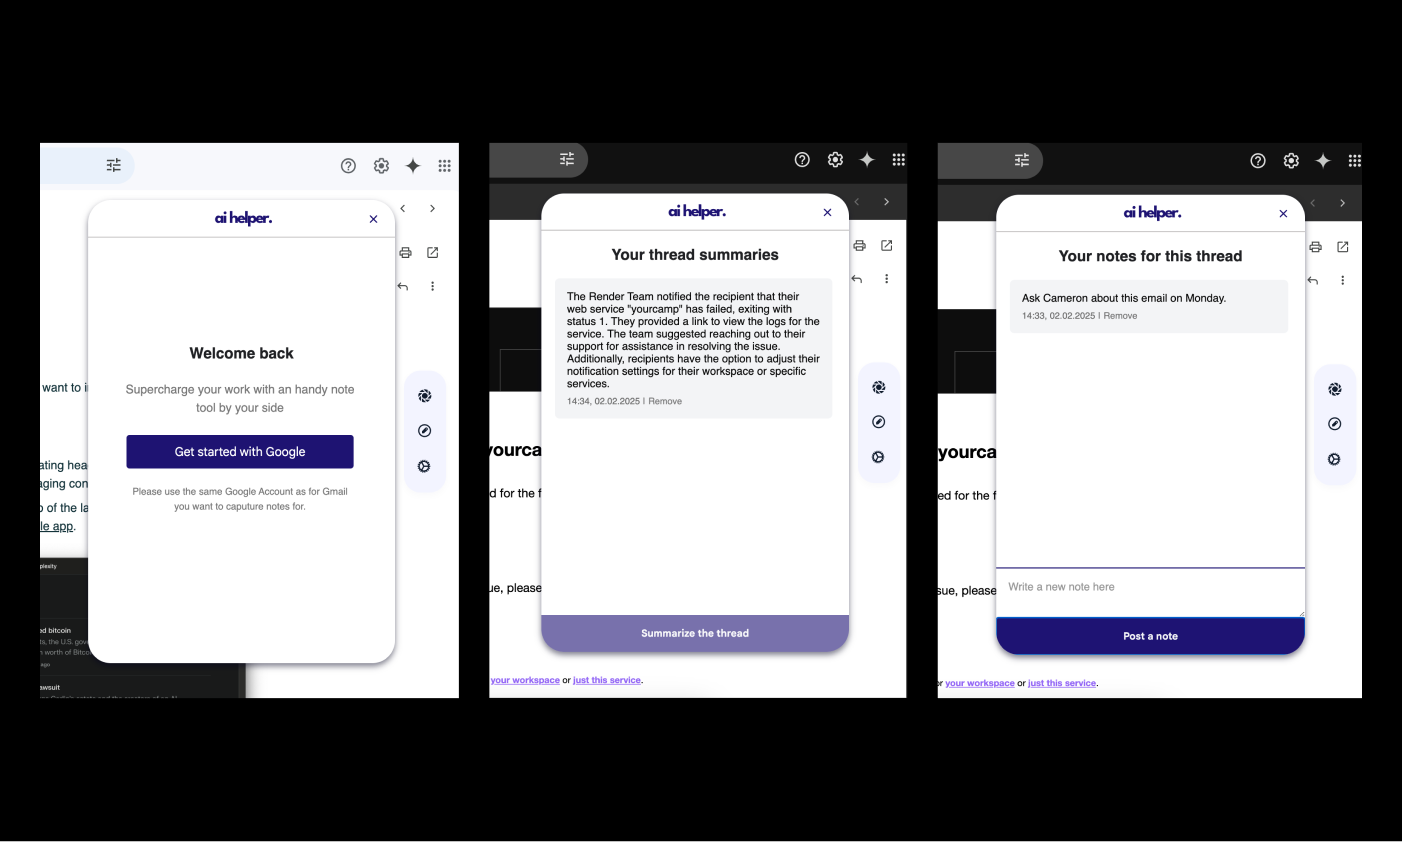 ai helper.
Welcome back
Supercharge your work with an handy note
tool by your side
Get started with Google
Please use the same Google Account as for Gmail
you want to caputure notes for.
want to i
ating hea
aging con
o of the la
le app.
plexity
ed bitcoin
ts, the U.S. gov
n worth of Bitco
ago
awsuit
ai helper.
Your thread summaries
The Render Team notified the recipient that their
web service "yourcamp" has failed, exiting with
status 1. They provided a link to view the logs for the
service. The team suggested reaching out to their
support for assistance in resolving the issue.
Additionally, recipients have the option to adjust their
notification settings for their workspace or specific
services.
14:34, 02.02.2025 | Remove
Summarize the thread
yourca
d for the f
ue, please
your workspace or just this service.
ai helper.
Your notes for this thread
Ask Cameron about this email on Monday.
14:33, 02.02.2025 | Remove
Write a new note here
Post a note
yourca
ed for the f
sue, please
or your workspace or just this service.